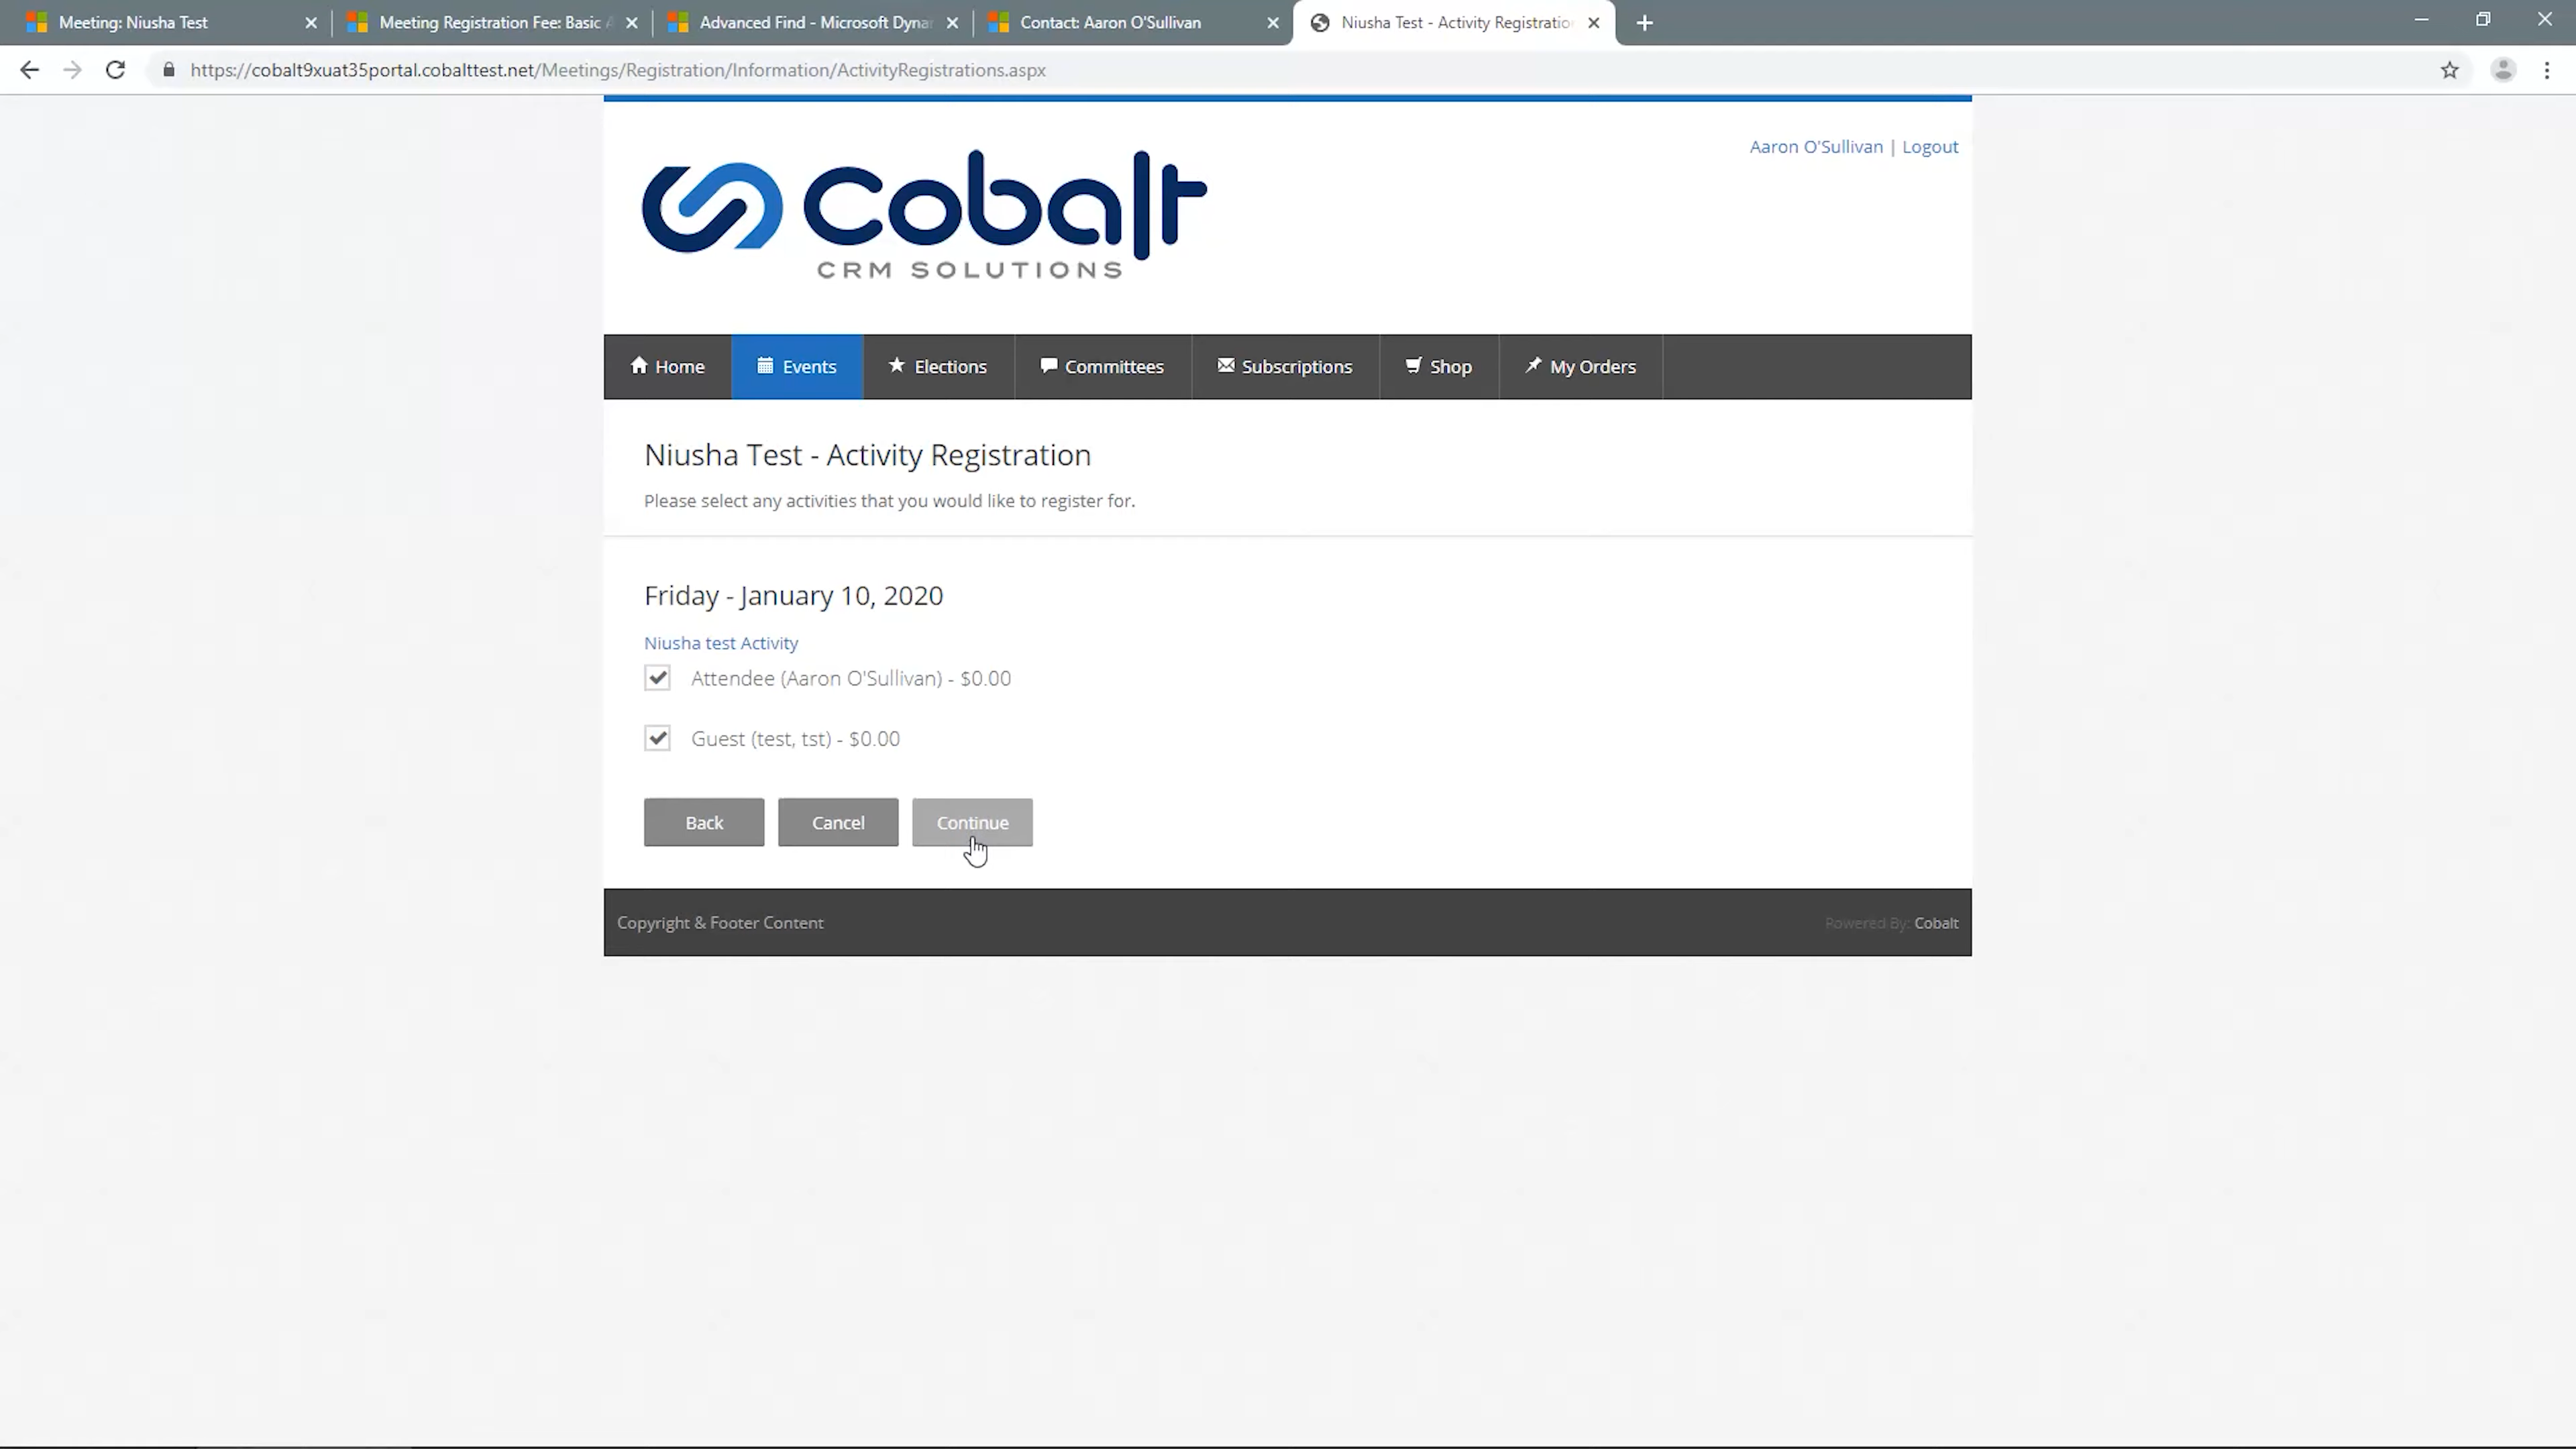 Meeting: Niusha Test
Meeting Registration Fee: Basic
Advanced Find - Microsoft Dyna
Contact: Aaron O'Sullivan
Niusha Test - Activity Registratio
https://cobalt9xuat35portal.cobalttest.net/Meetings/Registration/Information/ActivityRegistrations.aspx
Aaron O'Sullivan | Logout
Cobalt
CRM SOLUTIONS
Home
Events
Elections
Committees
Subscriptions
Shop
My Orders
Niusha Test - Activity Registration
Please select any activities that you would like to register for.
Friday - January 10, 2020
Niusha test Activity
Attendee (Aaron O'Sullivan) - $0.00
Guest (test, tst) - $0.00
Back
Cancel
Continue
Copyright & Footer Content
Powered By: Cobalt